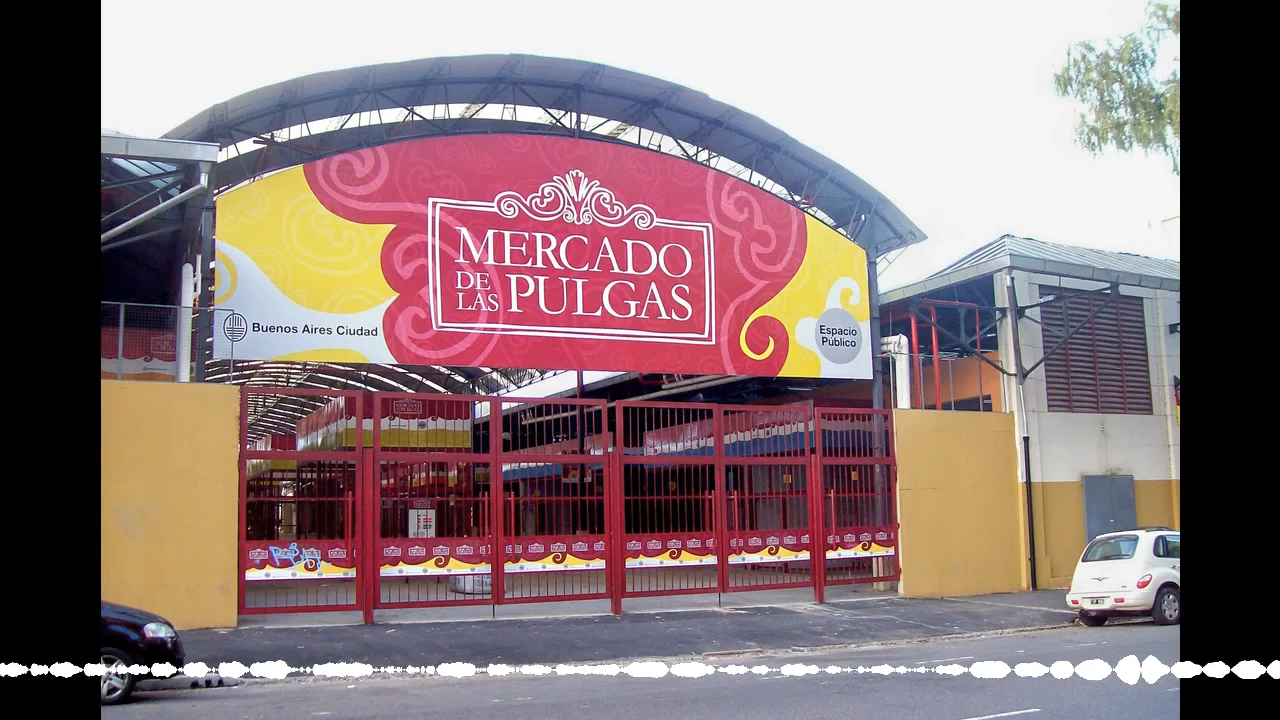 MERCADO
DE LAS PULGAS
Buenos Aires Ciudad
Espacio
Público